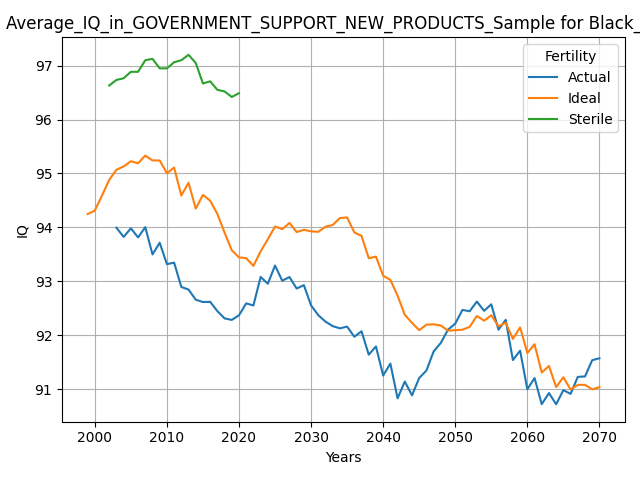 Average_IQ_in_GOVERNMENT_SUPPORT_NEW_PRODUCTS_Sample for Black_
Fertility
Actual
Ideal
Sterile
97
96
95
94
93
92
91
IQ
2000 2010 2020 2030 2040 2050 2060 2070
Years